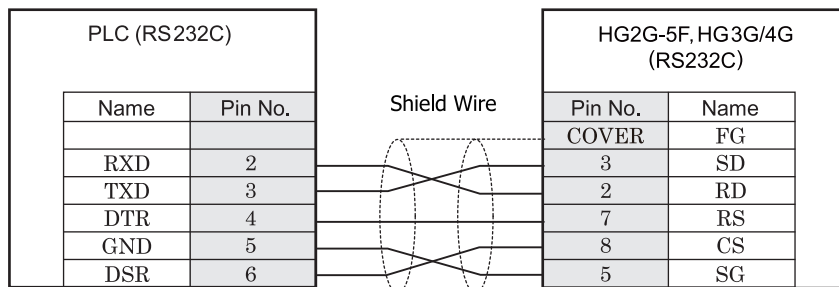 PLC (RS232C)
HG2G-5F, HG3G/4G
(RS232C)
Shield Wire
Name Pin No. Pin No. Name
COVER FG
RXD 2 3 SD
TXD 3 2 RD
DTR 4 7 RS
GND 5 8 CS
DSR 6 5 SG